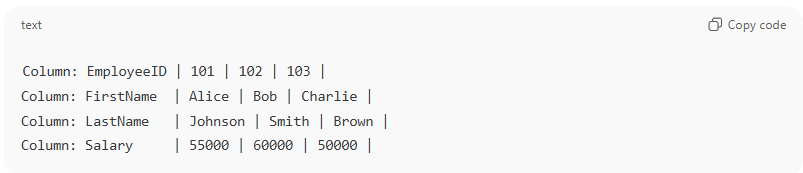 text
Copy code
Column: EmployeeID | 101 | 102 | 103 |
Column: FirstName  | Alice | Bob | Charlie |
Column: LastName   | Johnson | Smith | Brown |
Column: Salary     | 55000 | 60000 | 50000 |